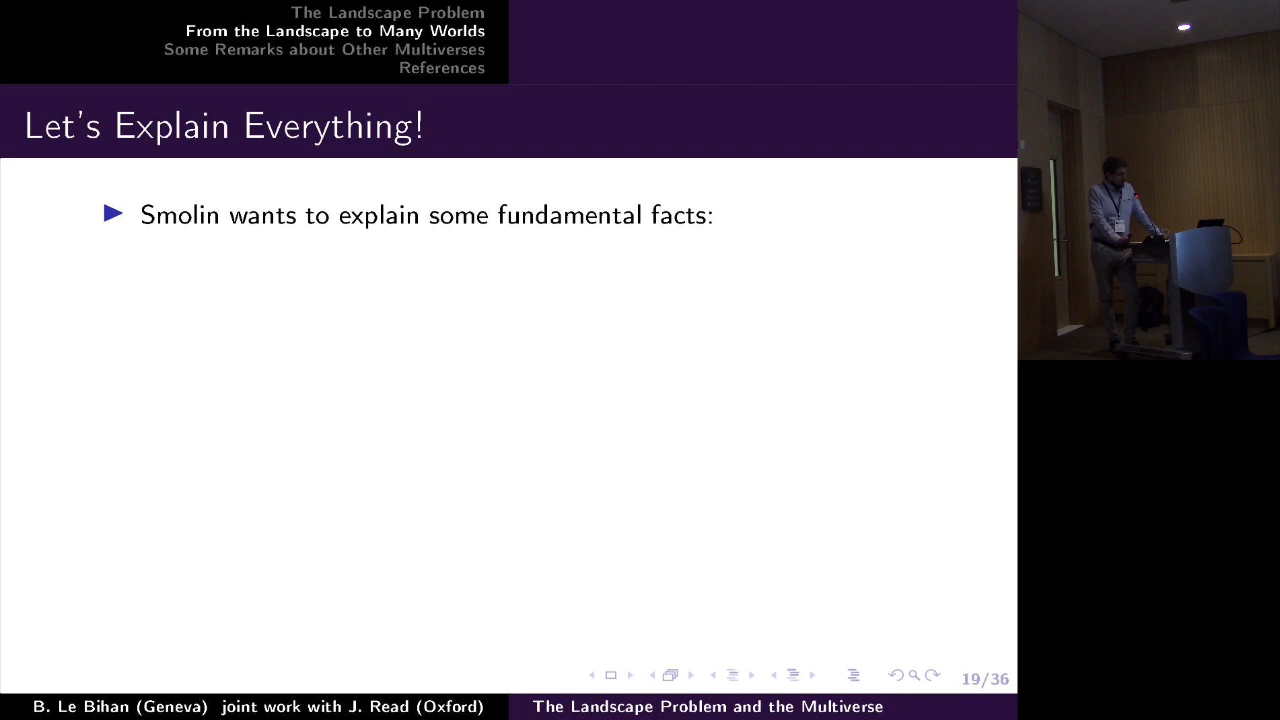 The Landscape Problem
From the Landscape to Many Worlds
Some Remarks about Other Multiverses
References
Let's Explain Everything!
Smolin wants to explain some fundamental facts:
19/36
B. Le Bihan (Geneva) joint work with J. Read (Oxford)
The Landscape Problem and the Multiverse